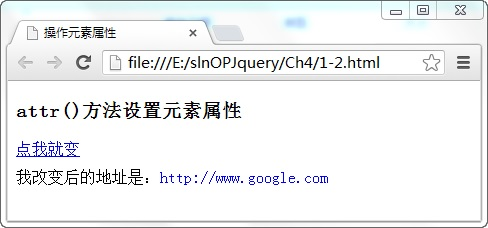 操作元素属性
file:///E:/slnOPJquery/Ch4/1-2.html
attr()方法设置元素属性
点我就变
我改变后的地址是：http://www.google.com